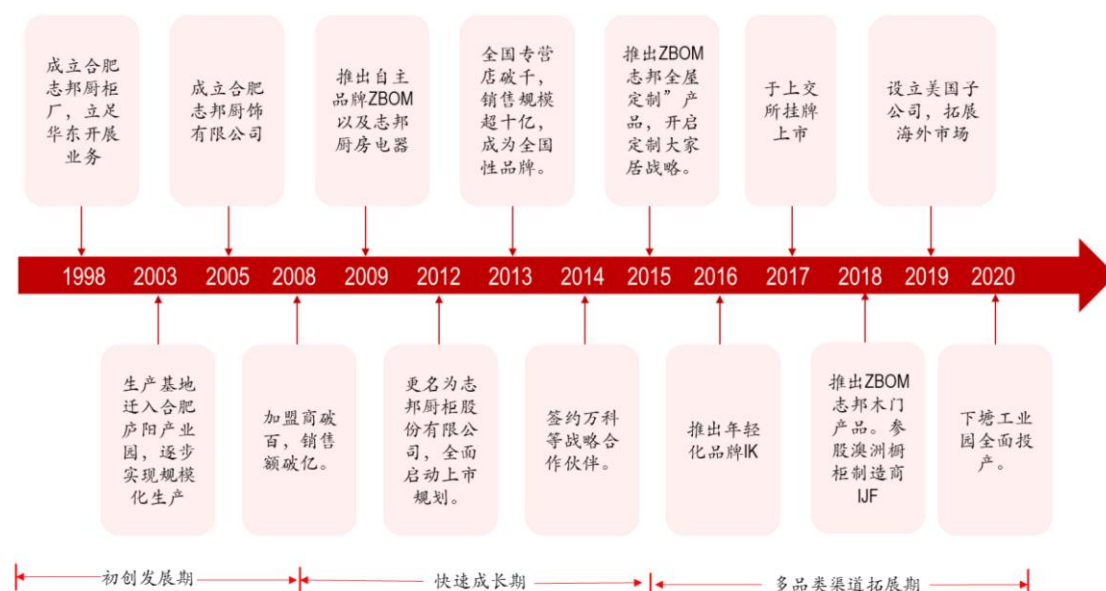 成立合肥
志邦厨柜
厂，立足
华东开展
业务
成立合肥
志邦厨饰
有限公司
推出自主
品牌ZBOM
以及志邦
厨房电器
全国专营
店破千，
销售规模
超十亿，
成为全国
性品牌。
推出ZBOM
志邦全屋
定制”产
品，开启
定制大家
居战略。
于上交
所挂牌
上市
设立美国子
公司，拓展
海外市场
1998 2003 2005 2008 2009 2012 2013 2014 2015 2016 2017 2018 2019 2020
生产基地
迁入合肥
庐阳产业
园，逐步
实现规模
化生产
加盟商破
百，销售
额破亿。
更名为志
邦厨柜股
份有限公
司，全面
启动上市
规划。
签约万科
等战略合
作伙伴。
推出年轻
化品牌IK
推出ZBOM
志邦木门
产品。参
股澳洲橱
柜制造商
IJF
下塘工业
园全面投
产。
初创发展期 快速成长期 多品类渠道拓展期